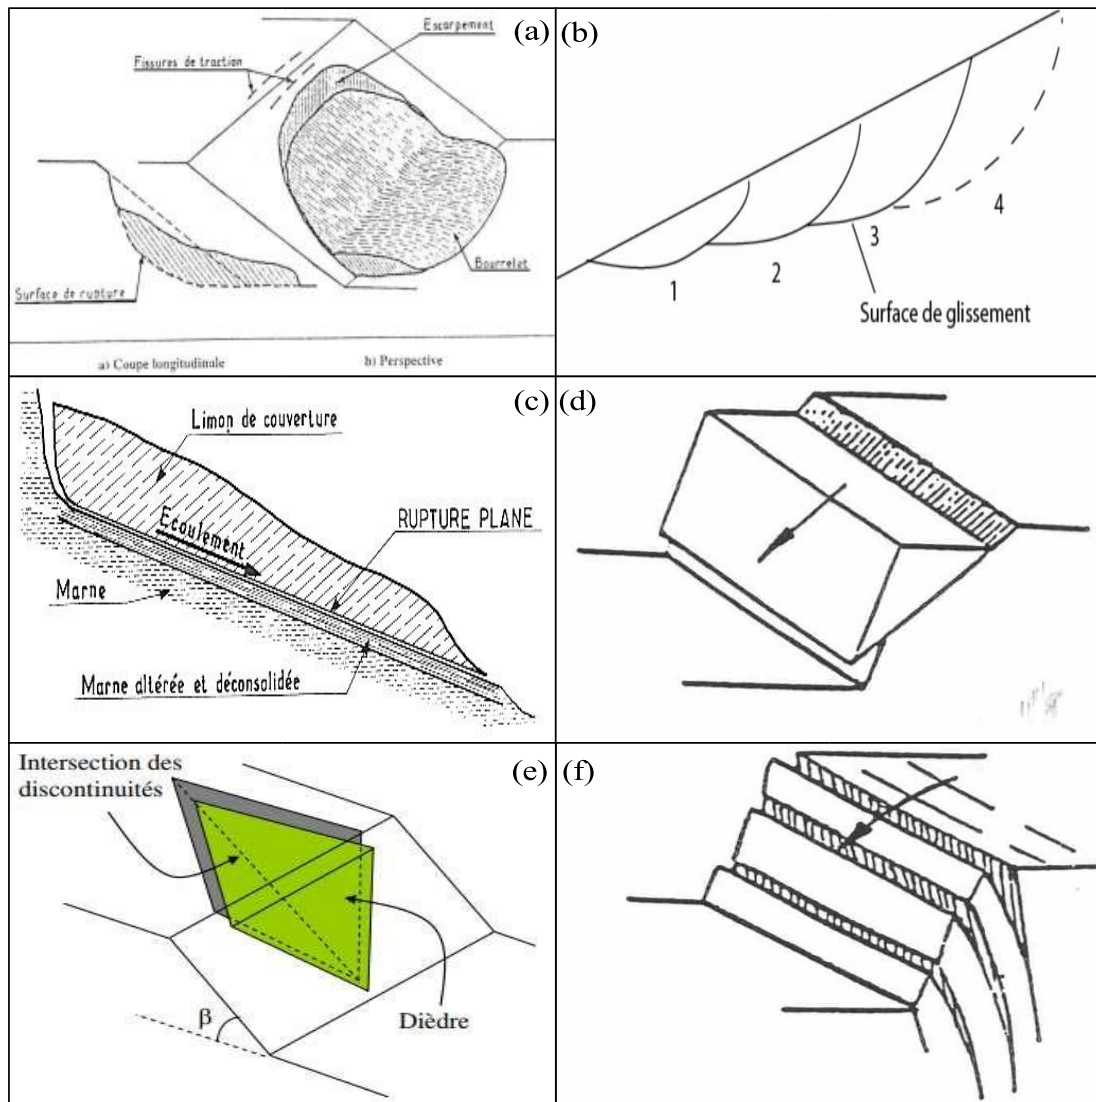 (a)
Escarpement
Fissures de traction
Surface de rupture
Bourrelet
a) Coupe longitudinale
b) Perspective
(b)
1
2
3
4
Surface de glissement
(c)
Limon de couverture
RUPTURE PLANE
Ecoulement
Marne
Marne altérée et déconsolidée
(d)
(e)
Intersection des
discontinuités
β
Dièdre
(f)